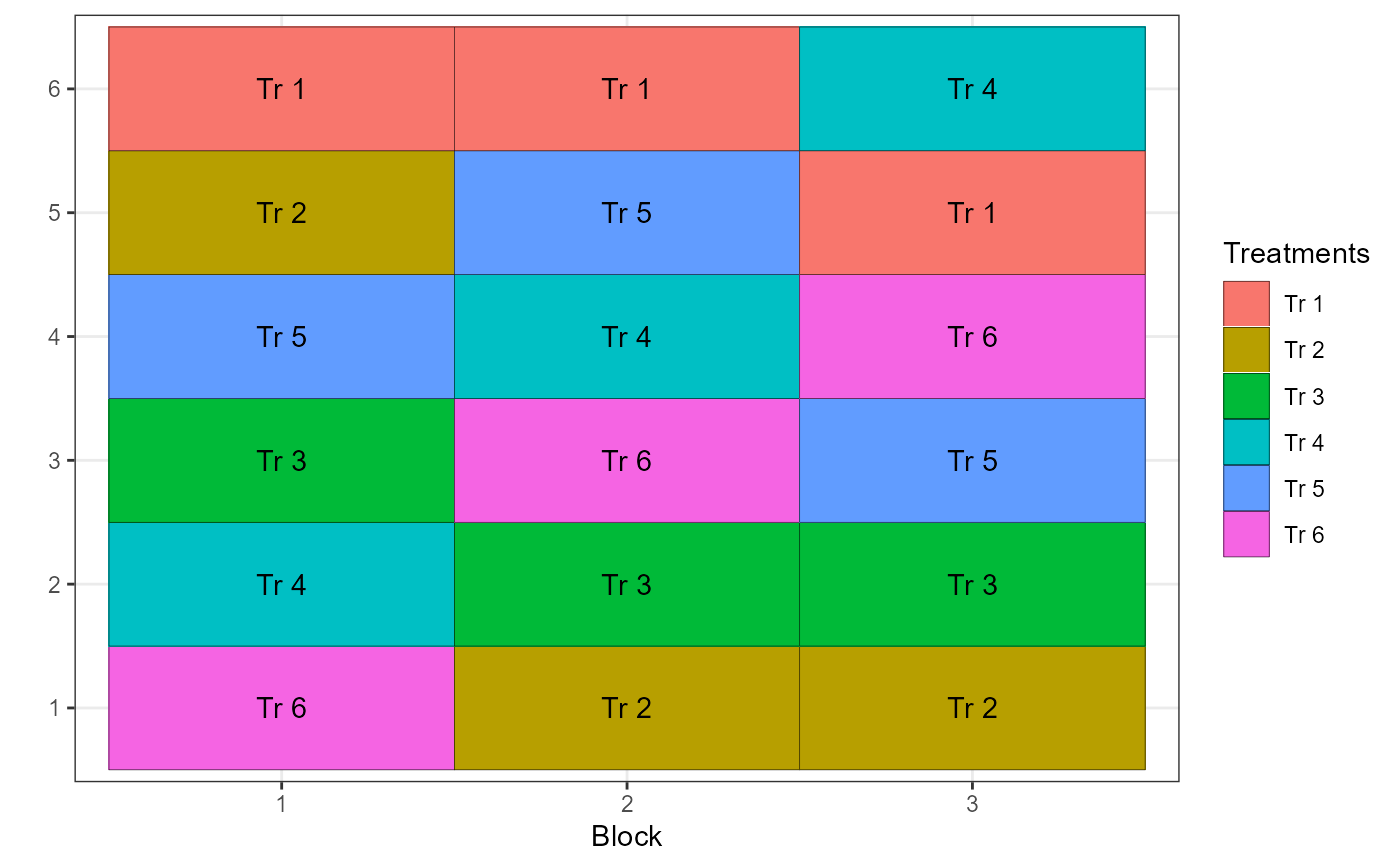 6 Tr 1 Tr 1 Tr 4
5 Tr 2 Tr 5 Tr 1
4 Tr 5 Tr 4 Tr 6
3 Tr 3 Tr 6 Tr 5
2 Tr 4 Tr 3 Tr 3
1 Tr 6 Tr 2 Tr 2
1 2 3
Block
Treatments
Tr 1
Tr 2
Tr 3
Tr 4
Tr 5
Tr 6